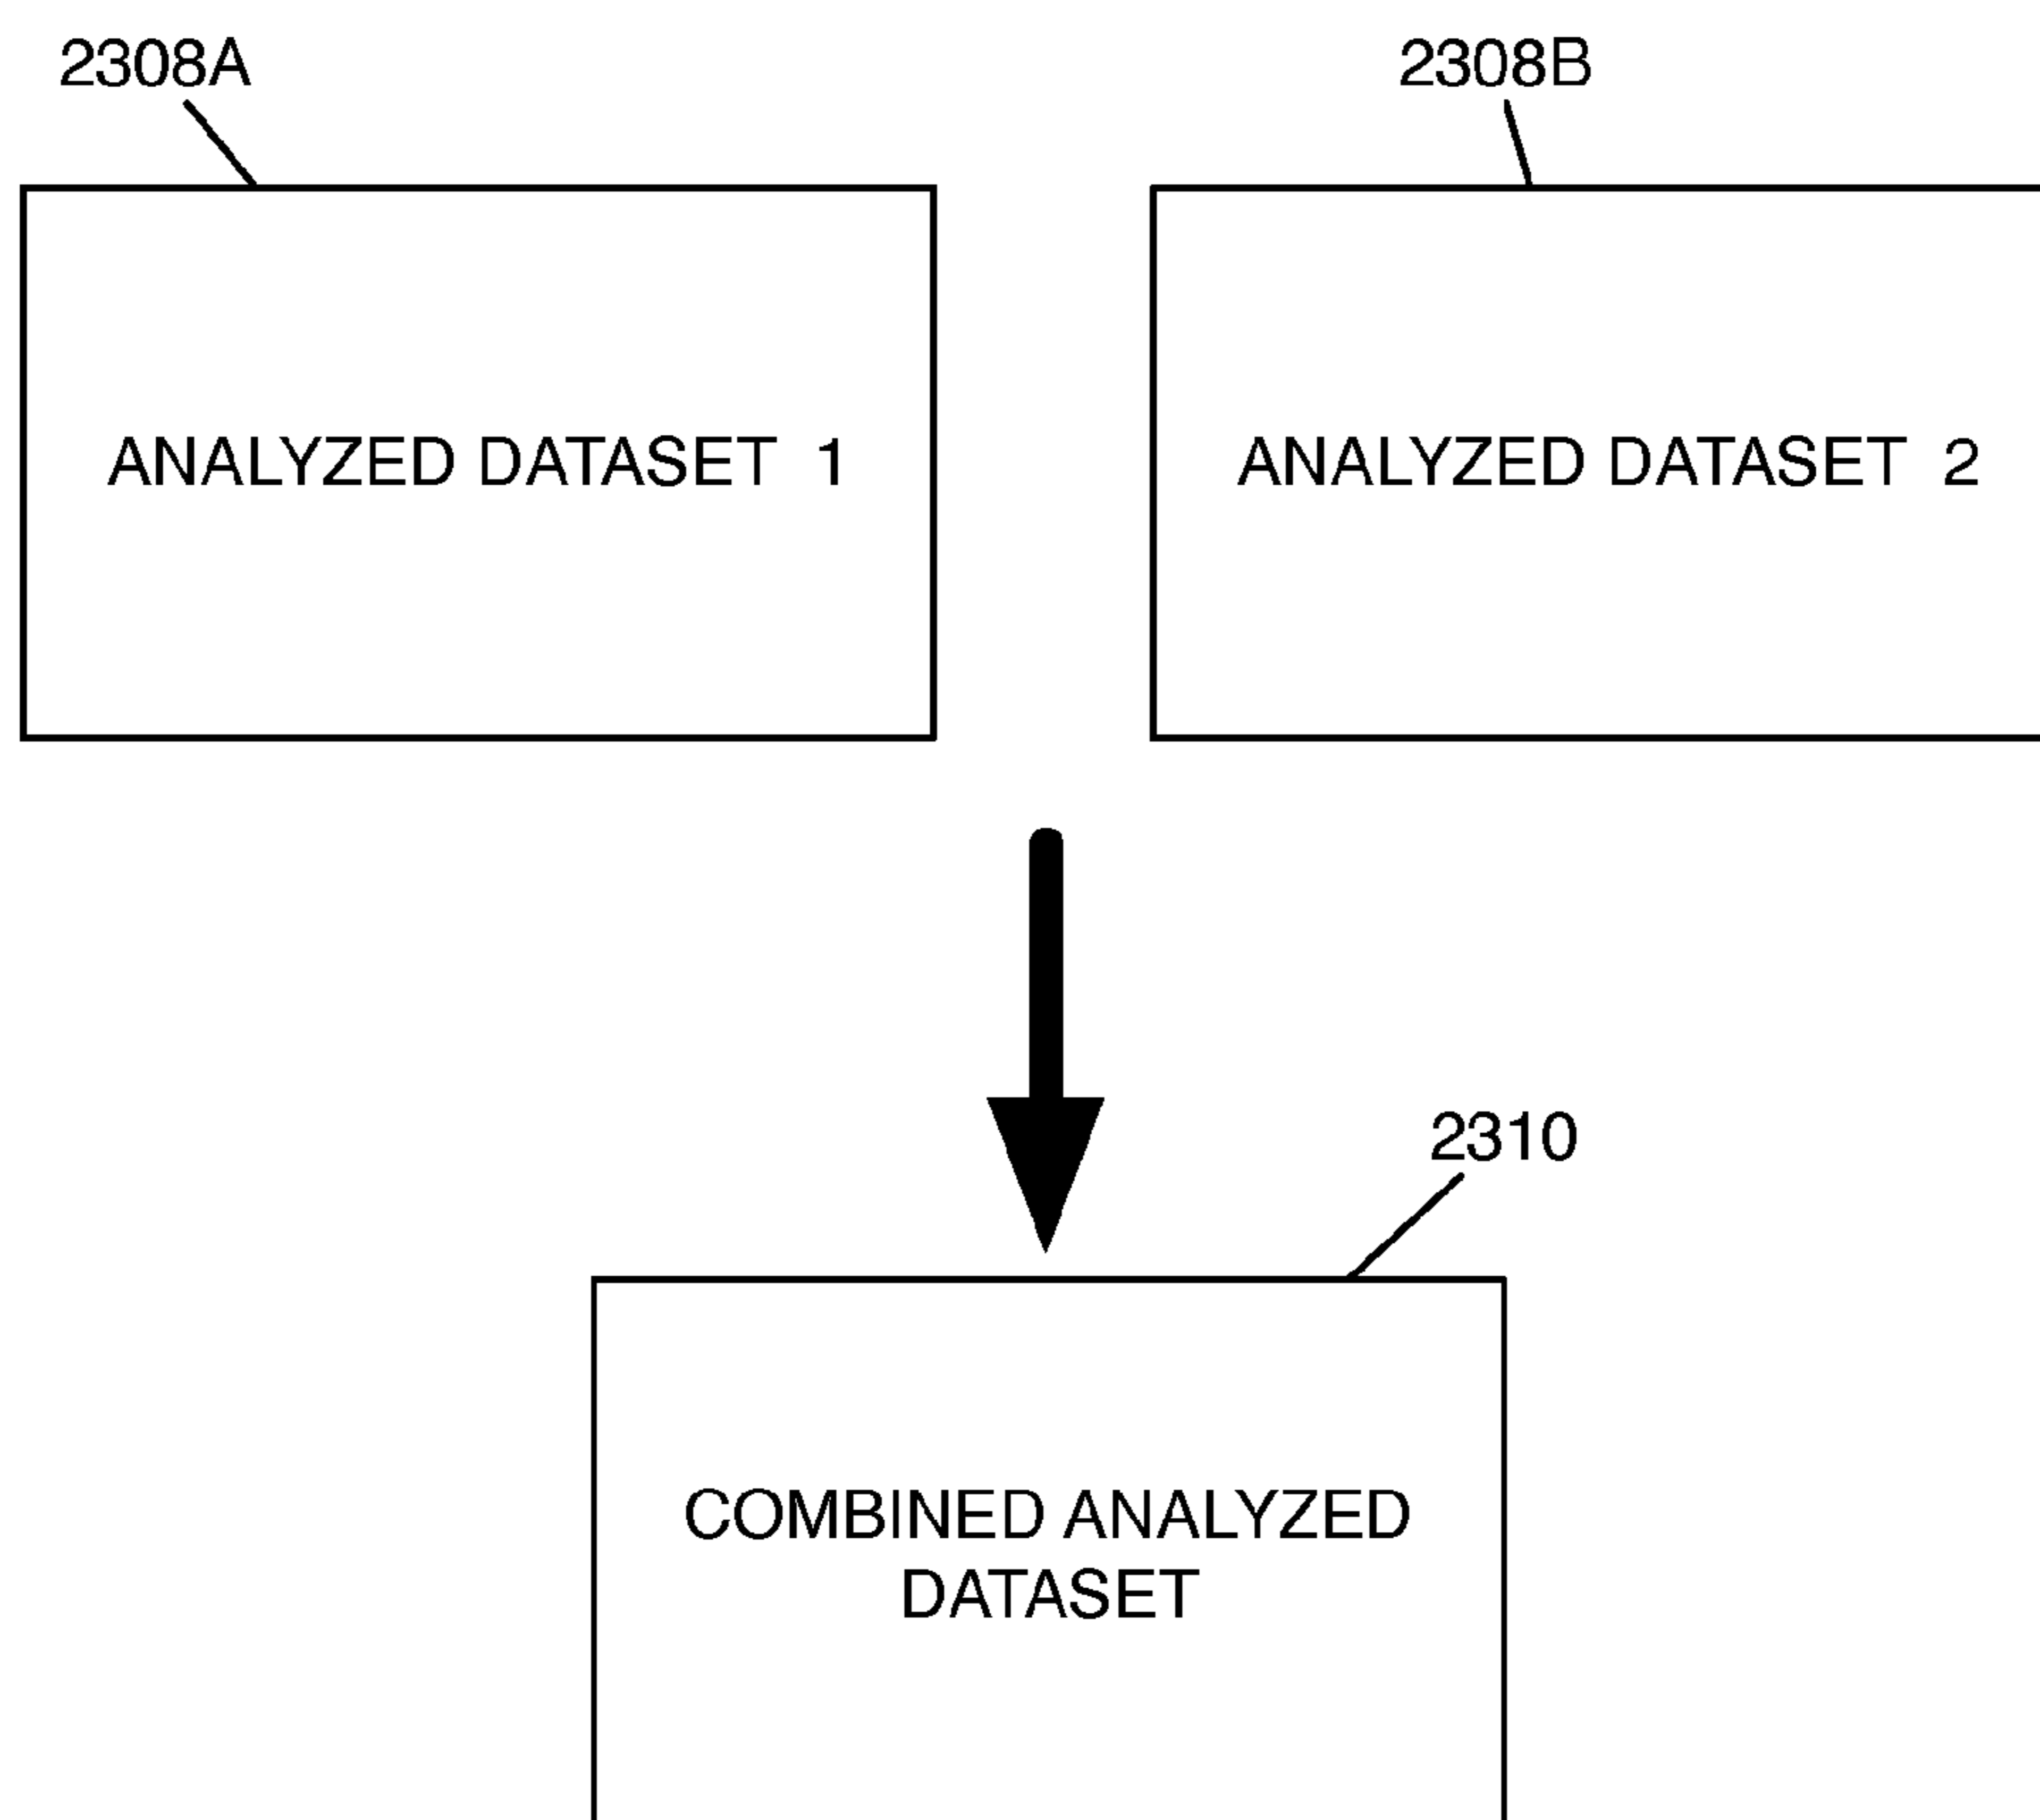 2308A
2308B
ANALYZED DATASET 1
ANALYZED DATASET 2
2310
COMBINED ANALYZED
DATASET